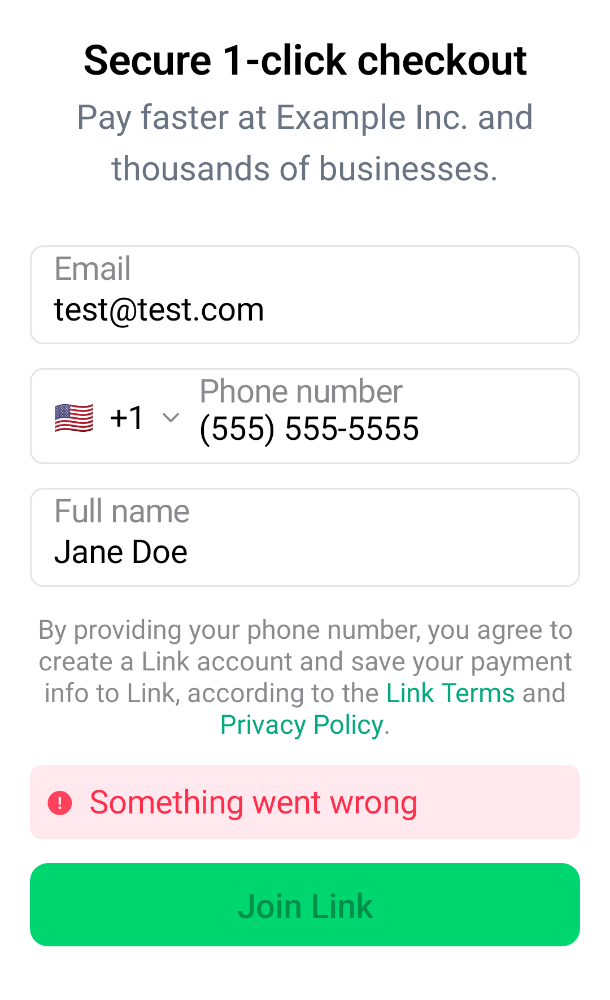 Secure 1-click checkout
Pay faster at Example Inc. and
thousands of businesses.
Email
test@test.com
Phone number
+1 (555) 555-5555
Full name
Jane Doe
By providing your phone number, you agree to
create a Link account and save your payment
info to Link, according to the Link Terms and
Privacy Policy.
Something went wrong
Join Link